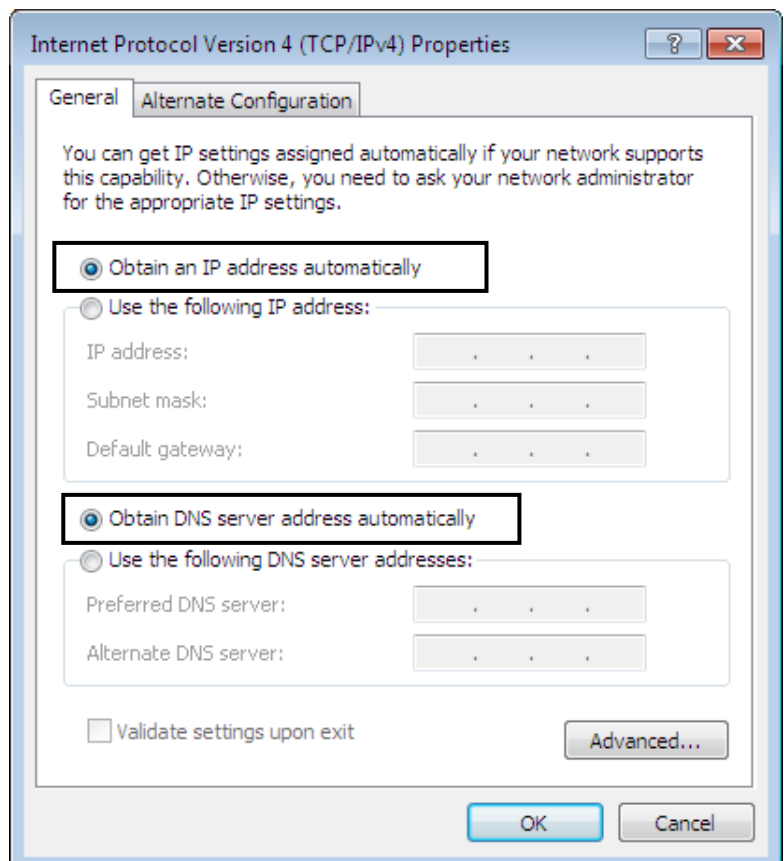 Internet Protocol Version 4 (TCP/IPv4) Properties
?
General
Alternate Configuration
You can get IP settings assigned automatically if your network supports
this capability. Otherwise, you need to ask your network administrator
for the appropriate IP settings.
Obtain an IP address automatically
Use the following IP address:
IP address:
. . .
Subnet mask:
. . .
Default gateway:
. . .
Obtain DNS server address automatically
Use the following DNS server addresses:
Preferred DNS server:
. . .
Alternate DNS server:
. . .
Validate settings upon exit
Advanced...
OK
Cancel